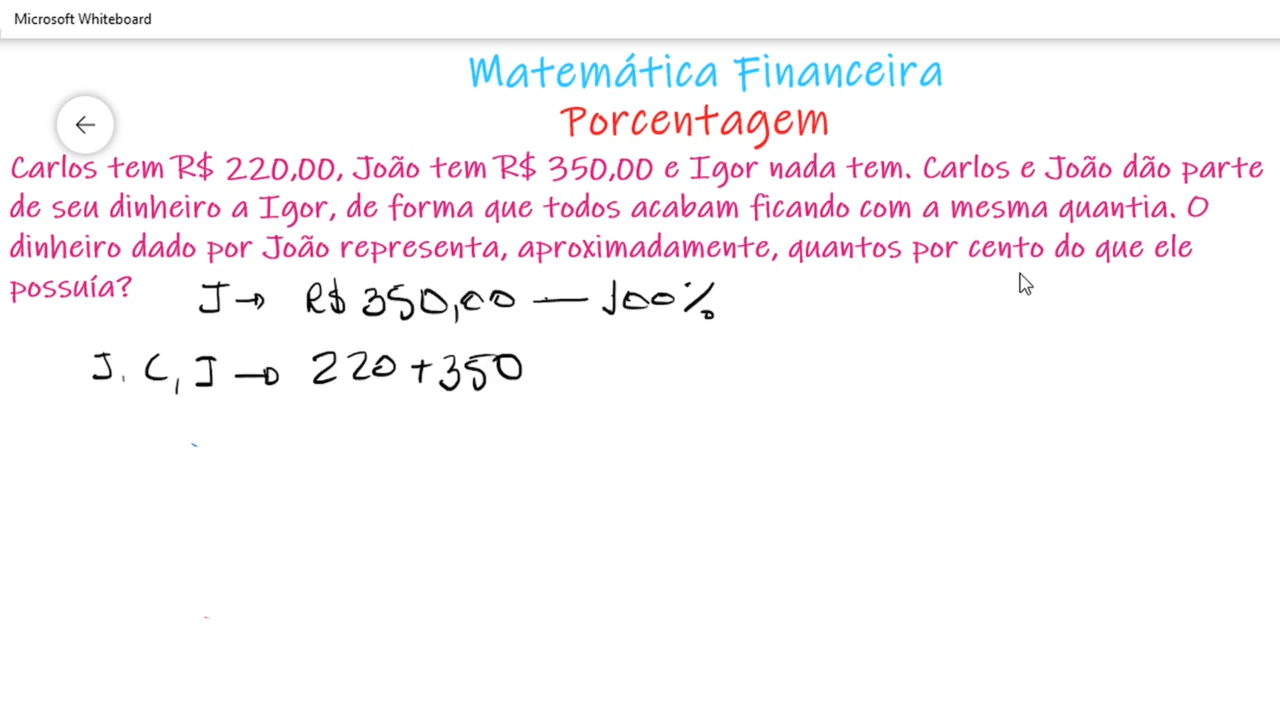 Microsoft Whiteboard
Matemática Financeira
Porcentagem
Carlos tem R$ 220,00, João tem R$ 350,00 e Igor nada tem. Carlos e João dão parte
de seu dinheiro a Igor, de forma que todos acabam ficando com a mesma quantia. O
dinheiro dado por João representa, aproximadamente, quantos por cento do que ele
possuía?
J → R$ 350,00 — 100%
J, C, I → 220 + 350